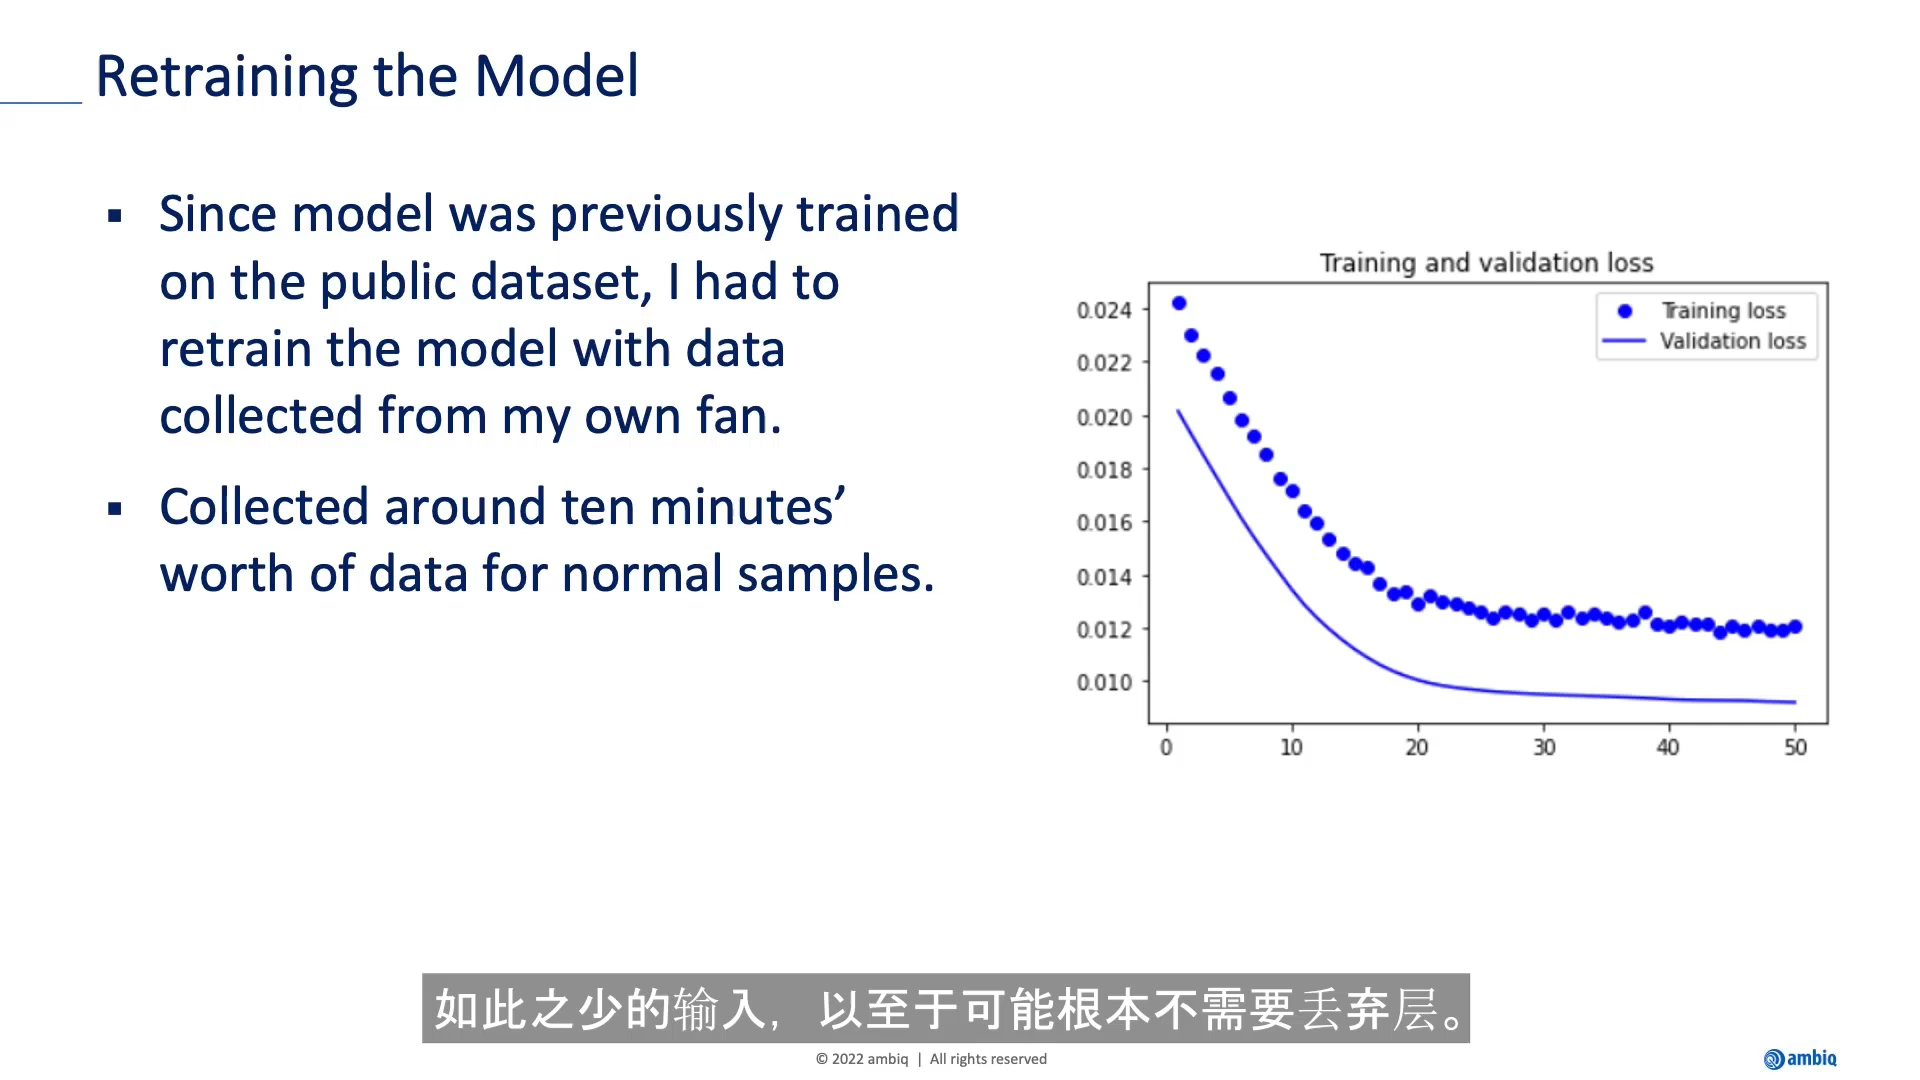 Retraining the Model
▪ Since model was previously trained
on the public dataset, I had to
retrain the model with data
collected from my own fan.
▪ Collected around ten minutes’
worth of data for normal samples.
Training and validation loss
Training loss
Validation loss
0.024
0.022
0.020
0.018
0.016
0.014
0.012
0.010
0 10 20 30 40 50
如此之少的输入，以至于可能根本不需要丢弃层。
© 2022 ambiq | All rights reserved
ambiq